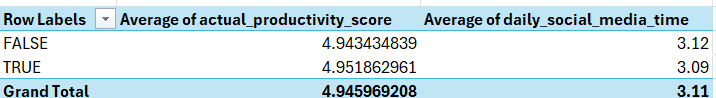 Row Labels Average of actual_productivity_score Average of daily_social_media_time
FALSE 4.943434839 3.12
TRUE 4.951862961 3.09
Grand Total 4.945969208 3.11